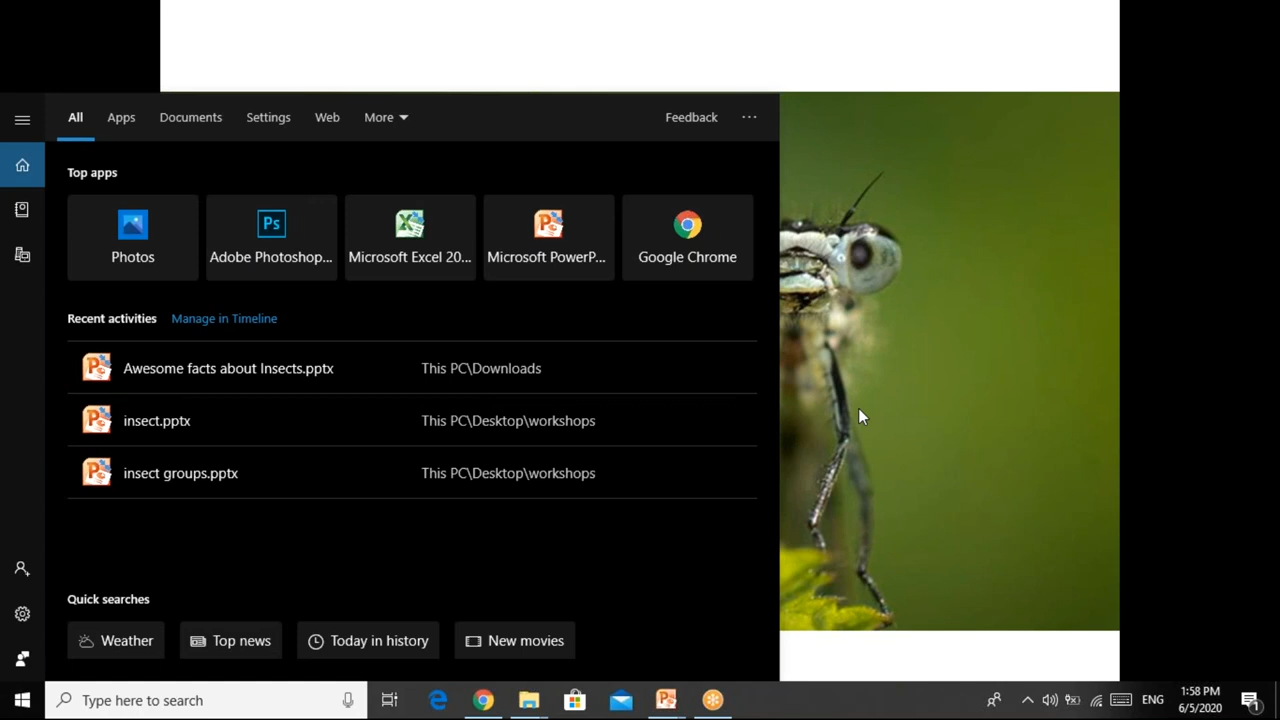 All Apps Documents Settings Web More Feedback ...
Top apps
Ps
Photos Adobe Photoshop... Microsoft Excel 20... Microsoft PowerP... Google Chrome
Recent activities Manage in Timeline
Awesome facts about Insects.pptx This PC\Downloads
insect.pptx This PC\Desktop\workshops
insect groups.pptx This PC\Desktop\workshops
Quick searches
Weather Top news Today in history New movies
Type here to search ENG 1:58 PM
6/5/2020 1